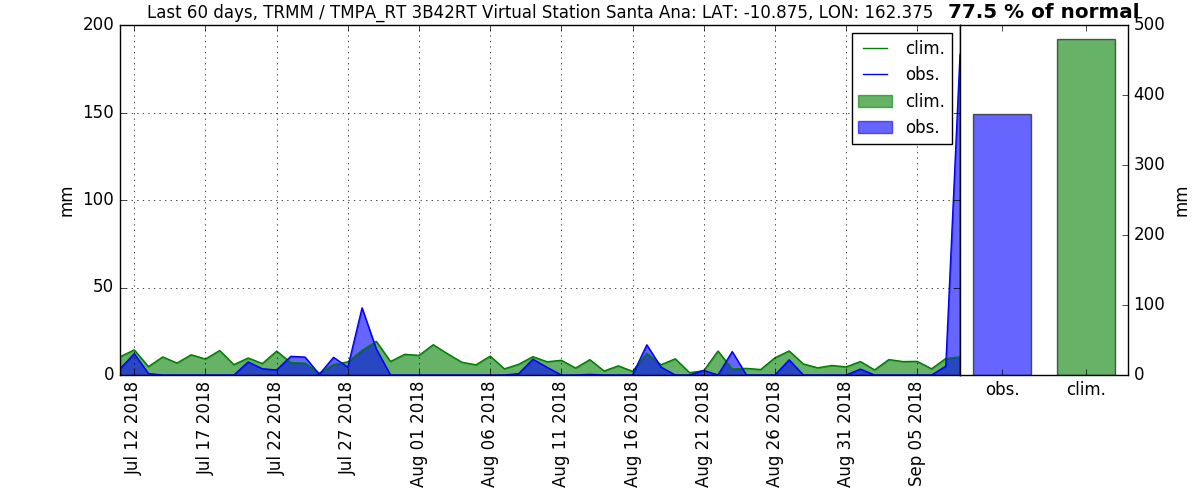 Last 60 days, TRMM / TMPA_RT 3B42RT Virtual Station Santa Ana: LAT: -10.875, LON: 162.375 77.5 % of normal
200
150
100
50
0
mm
clim.
obs.
clim.
obs.
500
400
300
200
100
0
mm
obs.
clim.
Jul 12 2018
Jul 17 2018
Jul 22 2018
Jul 27 2018
Aug 01 2018
Aug 06 2018
Aug 11 2018
Aug 16 2018
Aug 21 2018
Aug 26 2018
Aug 31 2018
Sep 05 2018